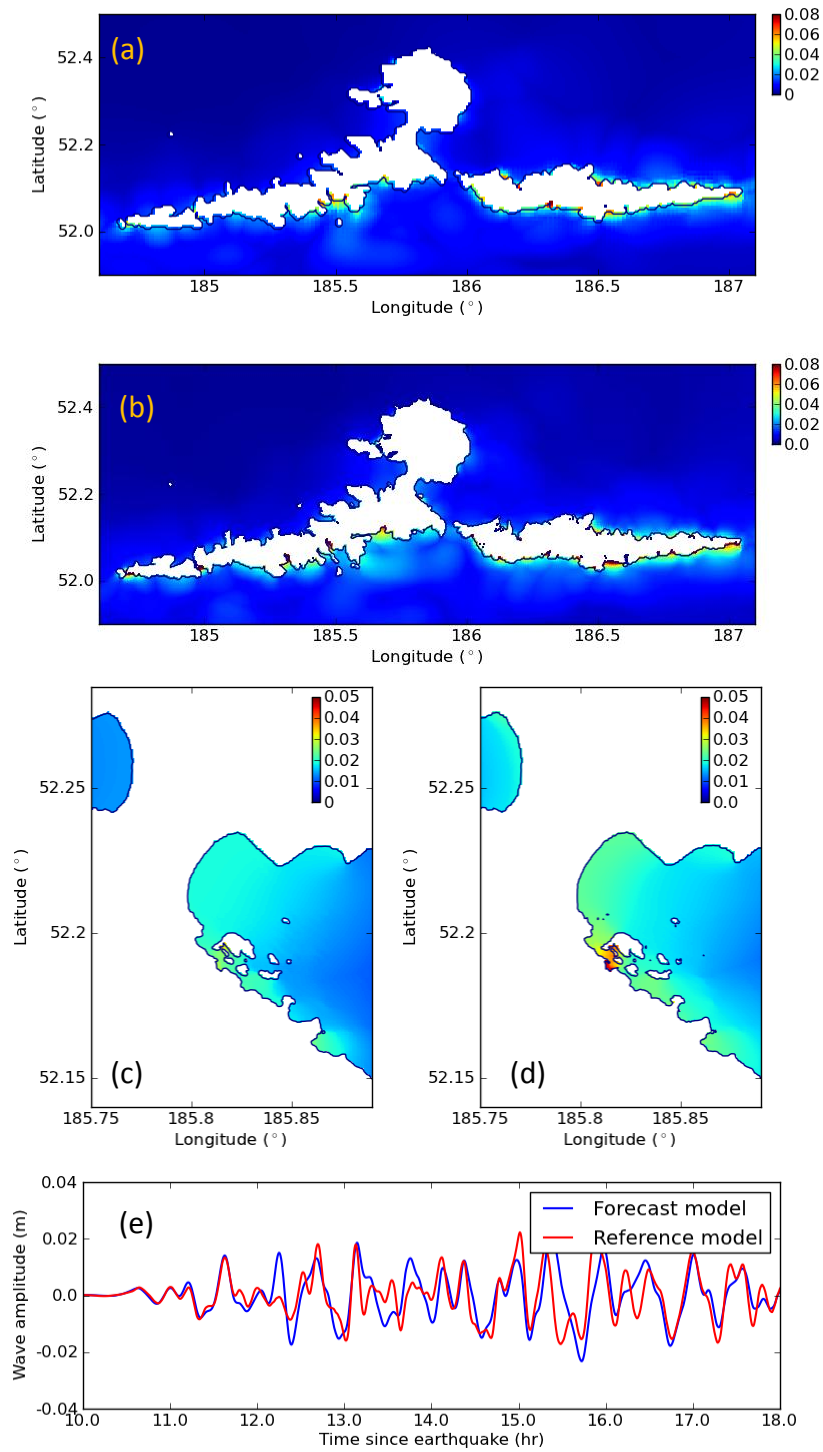 (a)
0.08
0.06
0.04
0.02
0
52.4
52.2
52.0
Latitude (°)
185 185.5 186 186.5 187
Longitude (°)
(b)
0.08
0.06
0.04
0.02
0.0
52.4
52.2
52.0
Latitude (°)
185 185.5 186 186.5 187
Longitude (°)
0.05
0.04
0.03
0.02
0.01
0
52.25
52.2
52.15
Latitude (°)
(c)
185.75 185.8 185.85
Longitude (°)
0.05
0.04
0.03
0.02
0.01
0.0
52.25
52.2
52.15
Latitude (°)
(d)
185.75 185.8 185.85
Longitude (°)
0.04
0.02
0.0
-0.02
-0.04
Wave amplitude (m)
(e)
Forecast model
Reference model
10.0 11.0 12.0 13.0 14.0 15.0 16.0 17.0 18.0
Time since earthquake (hr)